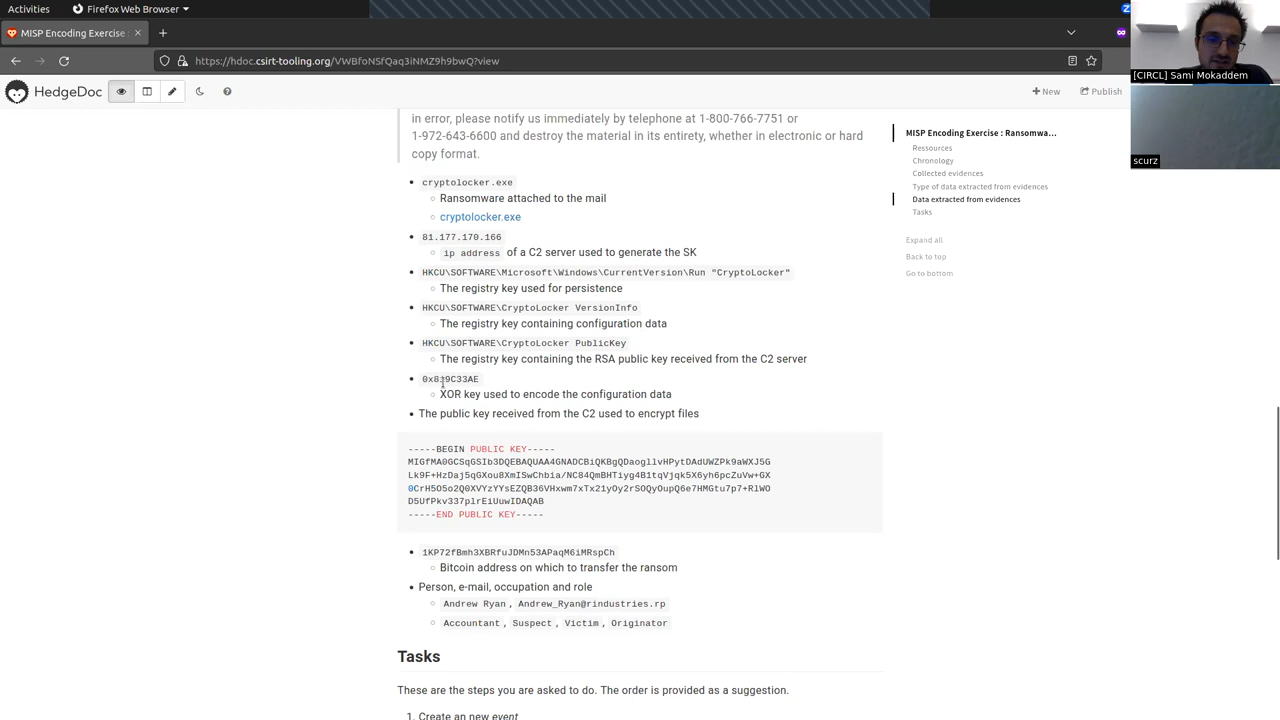 Activities
Firefox Web Browser
MISP Encoding Exercise :
https://hdoc.csirt-tooling.org/VWBfoNSfQaq3iNMZ9h9bwQ?view
[CIRCL] Sami Mokaddem
HedgeDoc
New
Publish
scurz
in error, please notify us immediately by telephone at 1-800-766-7751 or
1-972-643-6600 and destroy the material in its entirety, whether in electronic or hard
copy format.
cryptolocker.exe
Ransomware attached to the mail
cryptolocker.exe
81.177.170.166
ip address of a C2 server used to generate the SK
HKCU\SOFTWARE\Microsoft\Windows\CurrentVersion\Run "CryptoLocker"
The registry key used for persistence
HKCU\SOFTWARE\CryptoLocker VersionInfo
The registry key containing configuration data
HKCU\SOFTWARE\CryptoLocker PublicKey
The registry key containing the RSA public key received from the C2 server
XOR key used to encode the configuration data
The public key received from the C2 used to encrypt files
-----BEGIN PUBLIC KEY-----
MIGfMA0GCSqGSIb3DQEBAQUAA4GNADCBiQKBgQDaogllvHPytDAdUWZPk9aWXJ5G
Lk9F+HzDaj5qGXou8XmISwChbia/NC84QmBHTiyg4B1tqVjqk5X6yh6pcZuVw+GX
0CrH5O5o2Q0XVYzYYsEZQB36VHxwm7xTx21yOy2rSOQyOupQ6e7HMGtu7p7+RlWO
D5UfPkv337plrEiUuwIDAQAB
-----END PUBLIC KEY-----
1KP72fBmh3XBRfuJDMn53APaqM6iMRspCh
Bitcoin address on which to transfer the ransom
Person, e-mail, occupation and role
Andrew Ryan , Andrew_Ryan@rindustries.rp
Accountant , Suspect , Victim , Originator
Tasks
These are the steps you are asked to do. The order is provided as a suggestion.
1. Create an new event
MISP Encoding Exercise : Ransomwa…
Ressources
Chronology
Collected evidences
Type of data extracted from evidences
Data extracted from evidences
Tasks
Expand all
Back to top
Go to bottom